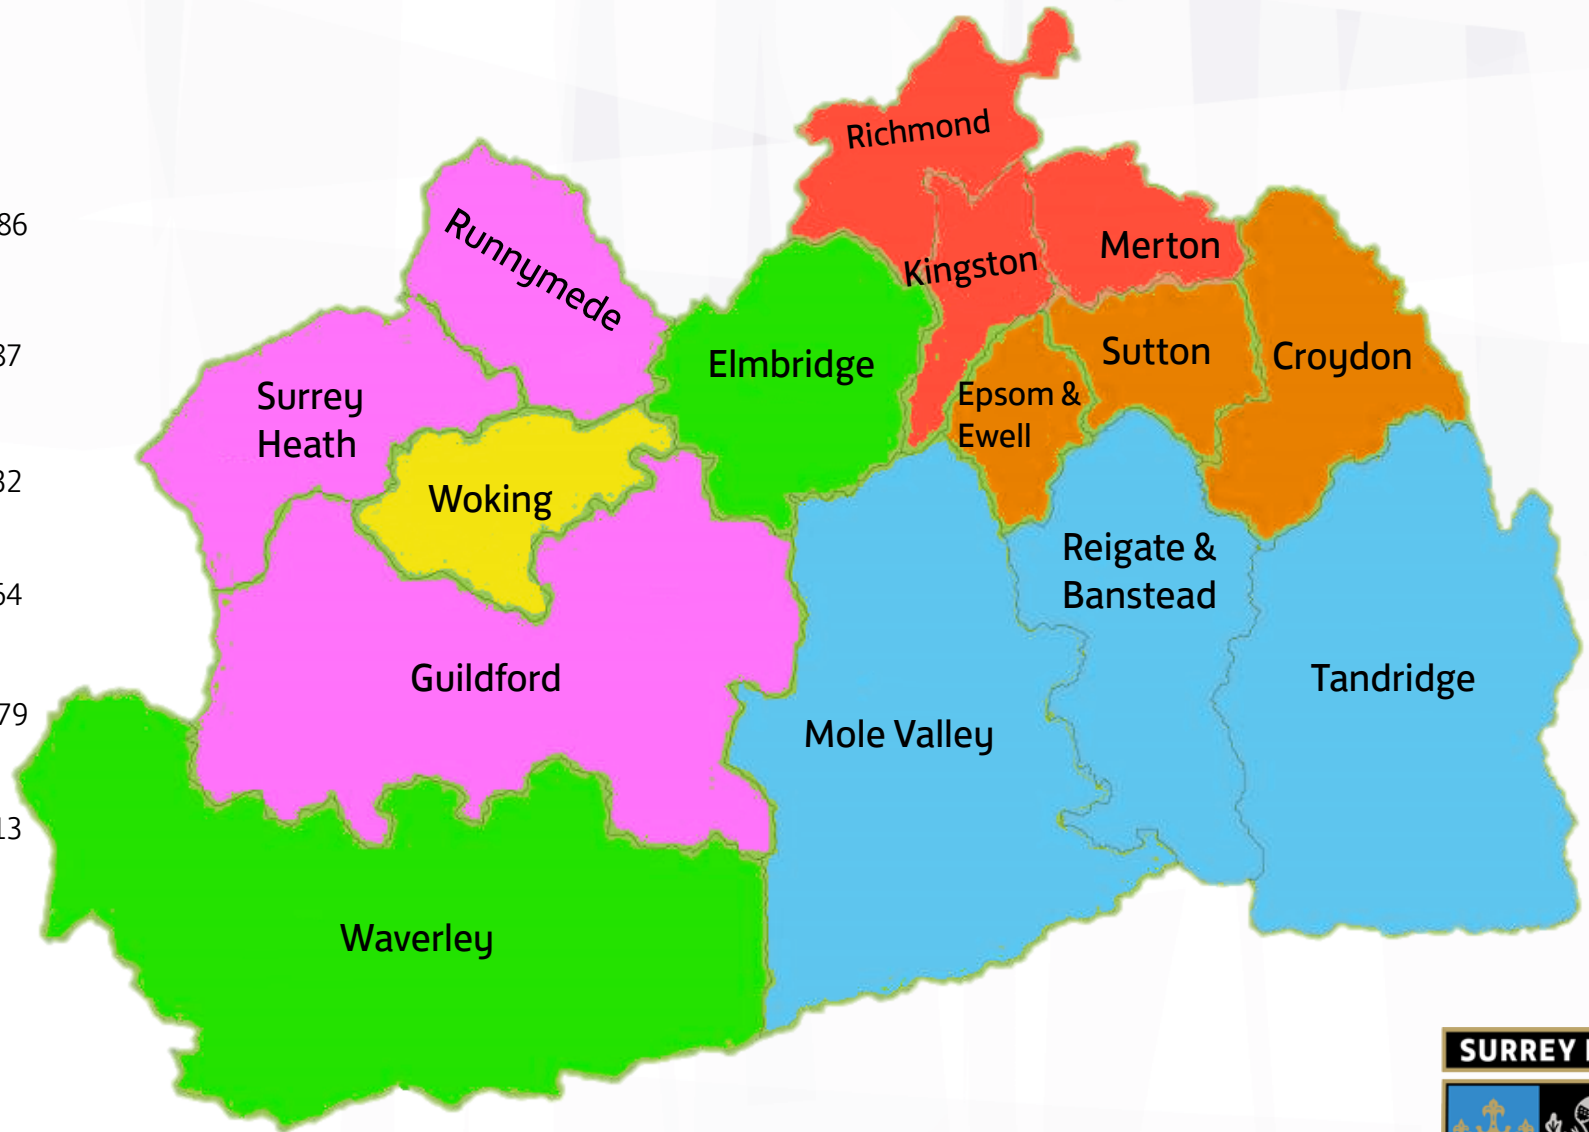 Richmond
Runnymede
86
Kingston
Merton
Elmbridge
Sutton
Croydon
37
Surrey
Heath
Epsom &
Ewell
Woking
32
Reigate &
Banstead
64
Guildford
Tandridge
79
Mole Valley
13
Waverley
SURREY